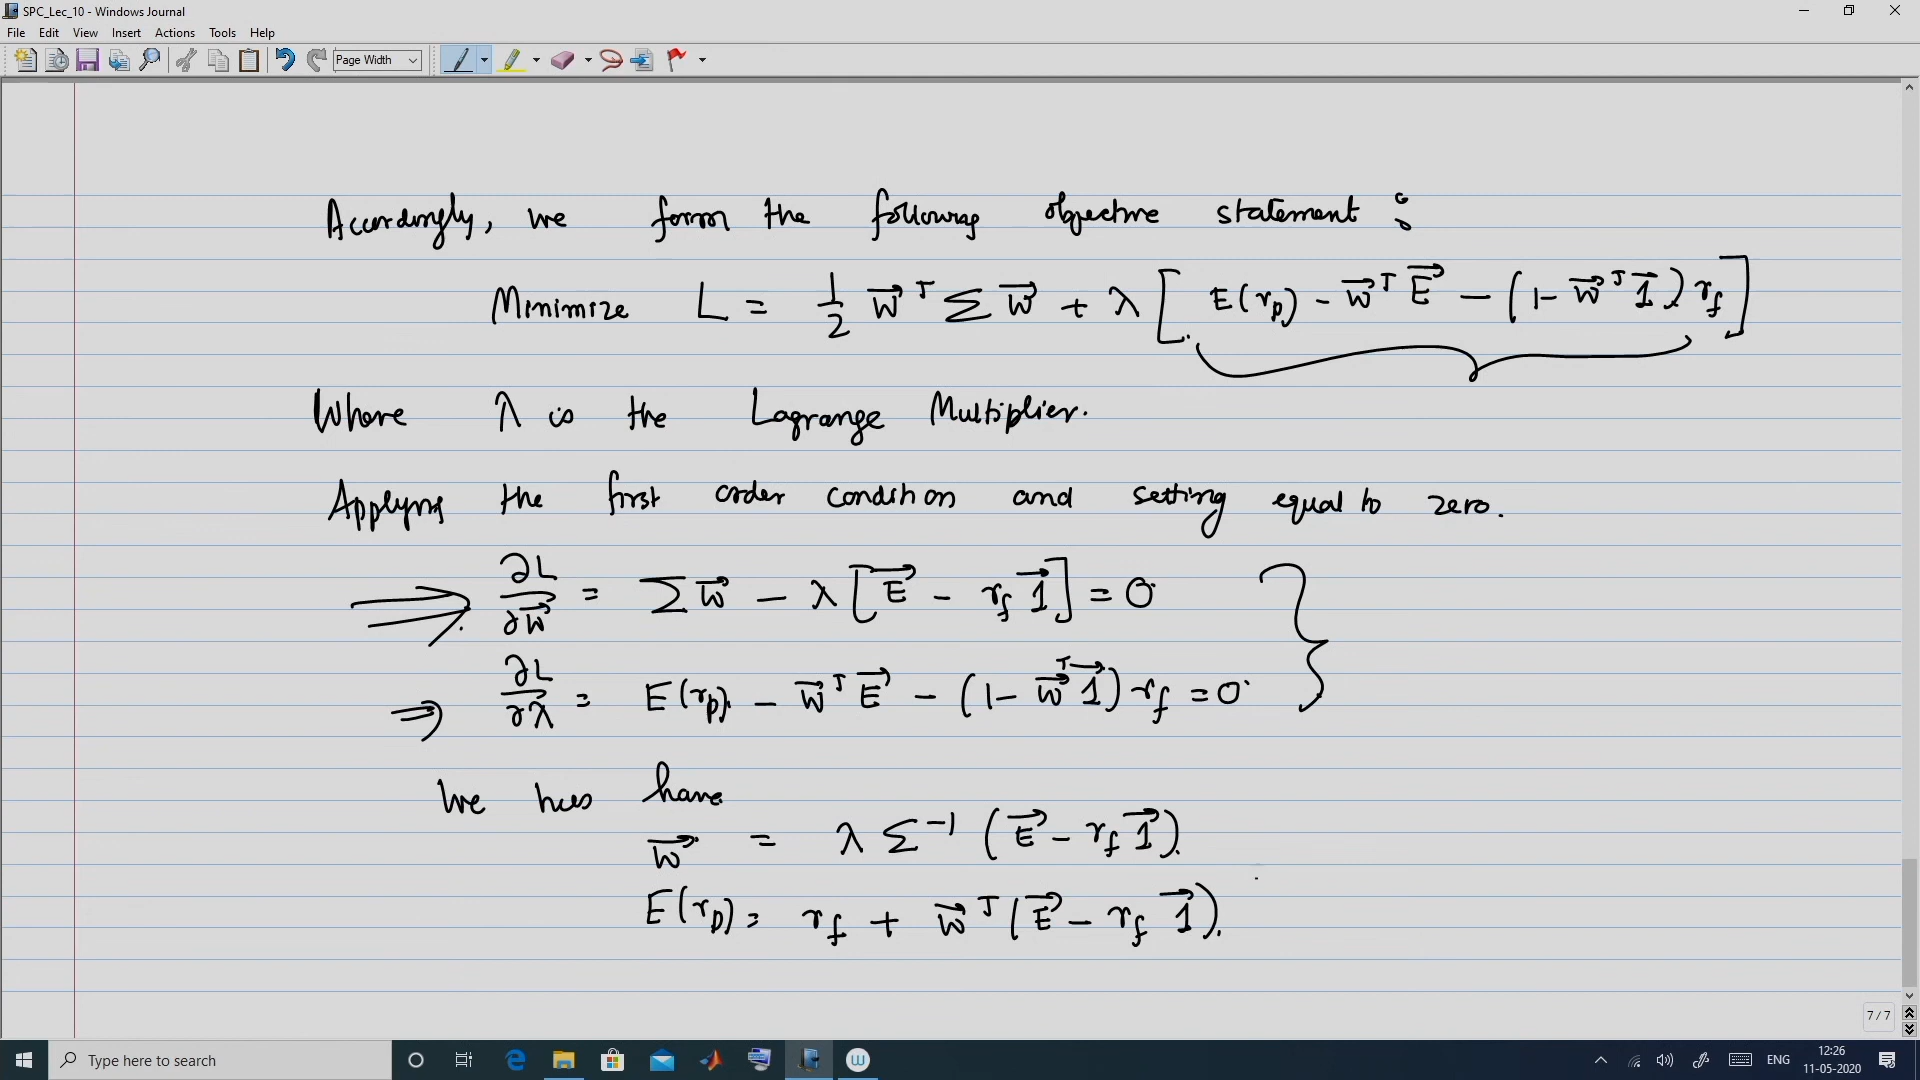 SPC_Lec_10 - Windows Journal
File Edit View Insert Actions Tools Help
Page Width
Accordingly, we form the following objective statement :
Minimize L = 1/2 w⃗ᵀ Σ w⃗ + λ [ E(r_p) - w⃗ᵀ E⃗ - (1 - w⃗ᵀ 1⃗) r_f ]
Where λ is the Lagrange Multiplier.
Applying the first order condition and setting equal to zero.
⇒ ∂L/∂w⃗ = Σ w⃗ - λ [ E⃗ - r_f 1⃗ ] = 0
⇒ ∂L/∂λ = E(r_p) - w⃗ᵀ E⃗ - (1 - w⃗ᵀ 1⃗) r_f = 0
We have
w⃗ = λ Σ⁻¹ ( E⃗ - r_f 1⃗ ).
E(r_p) = r_f + w⃗ᵀ ( E⃗ - r_f 1⃗ ).
7 / 7
Type here to search
ENG
12:26
11-05-2020